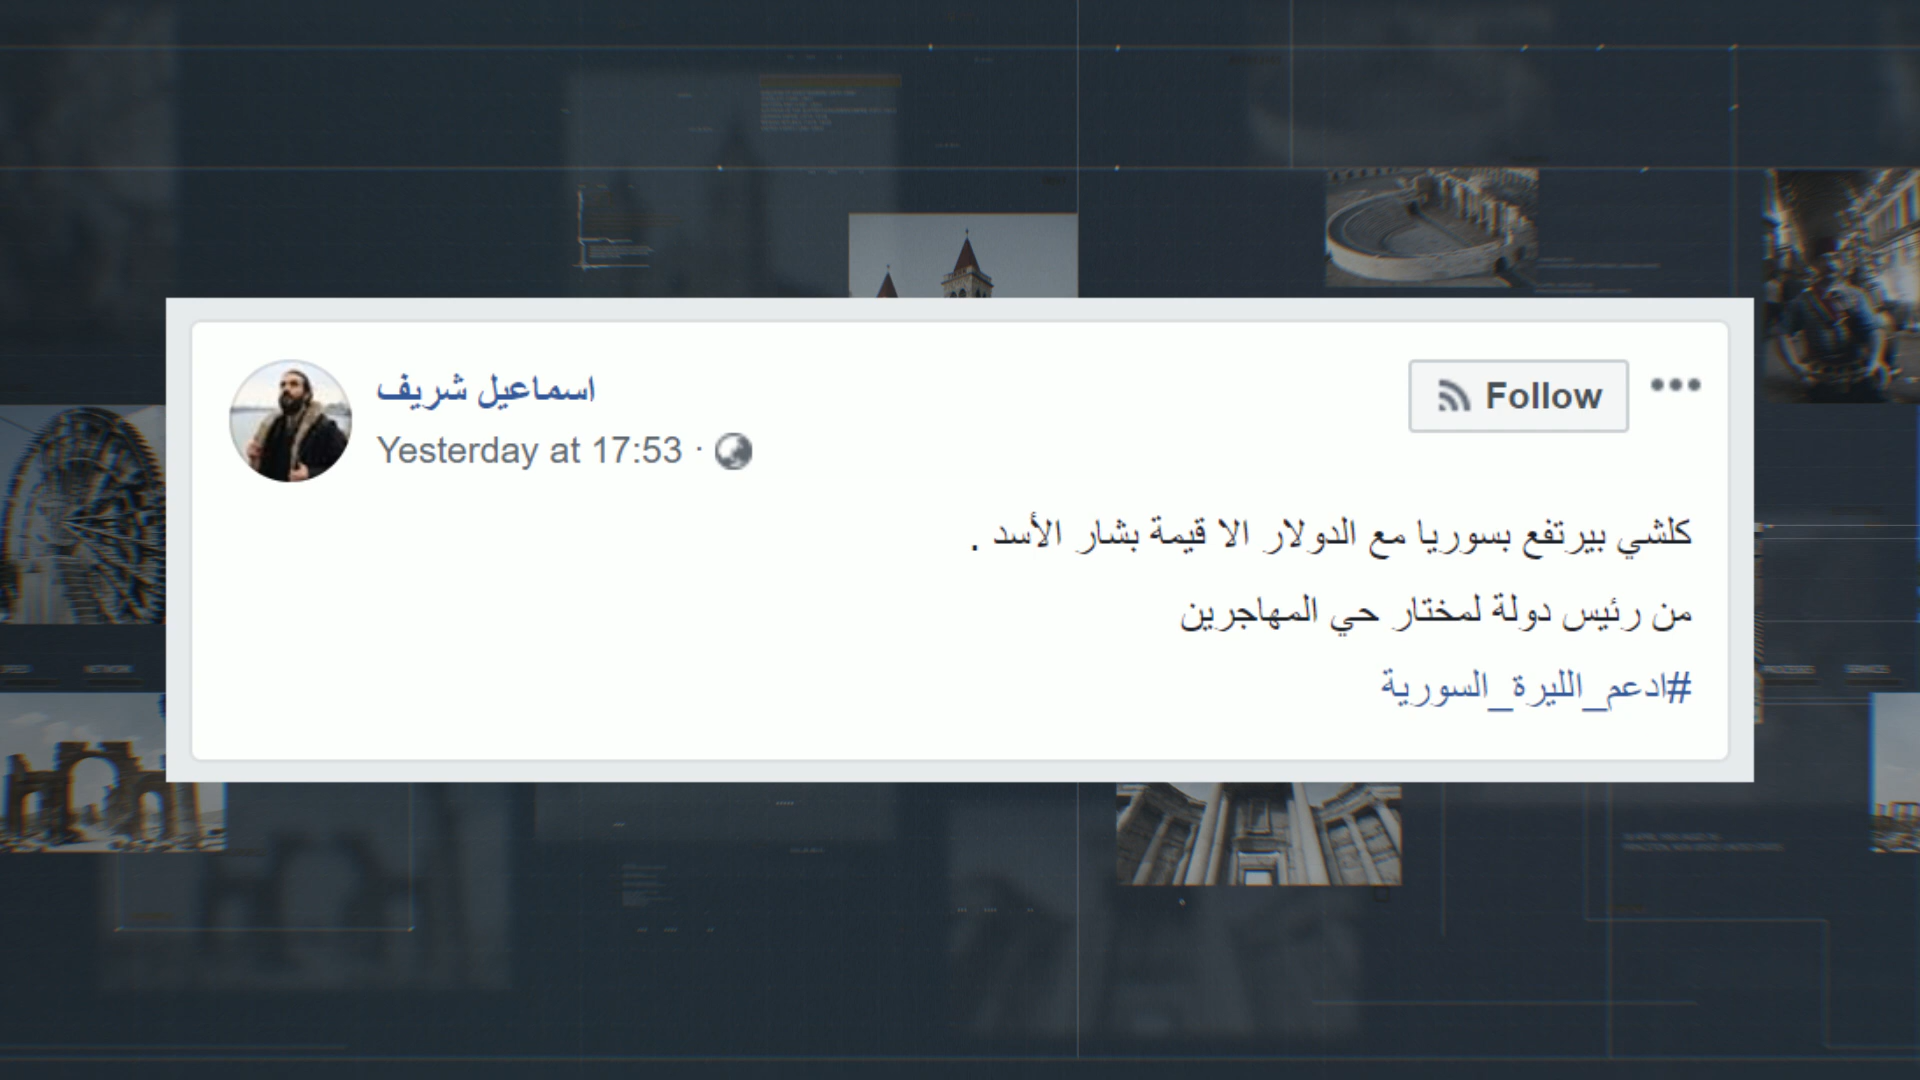 اسماعيل شريف
Follow
Yesterday at 17:53 ·
كلشي بيرتفع بسوريا مع الدولار الا قيمة بشار الأسد .
من رئيس دولة لمختار حي المهاجرين
#ادعم_الليرة_السورية